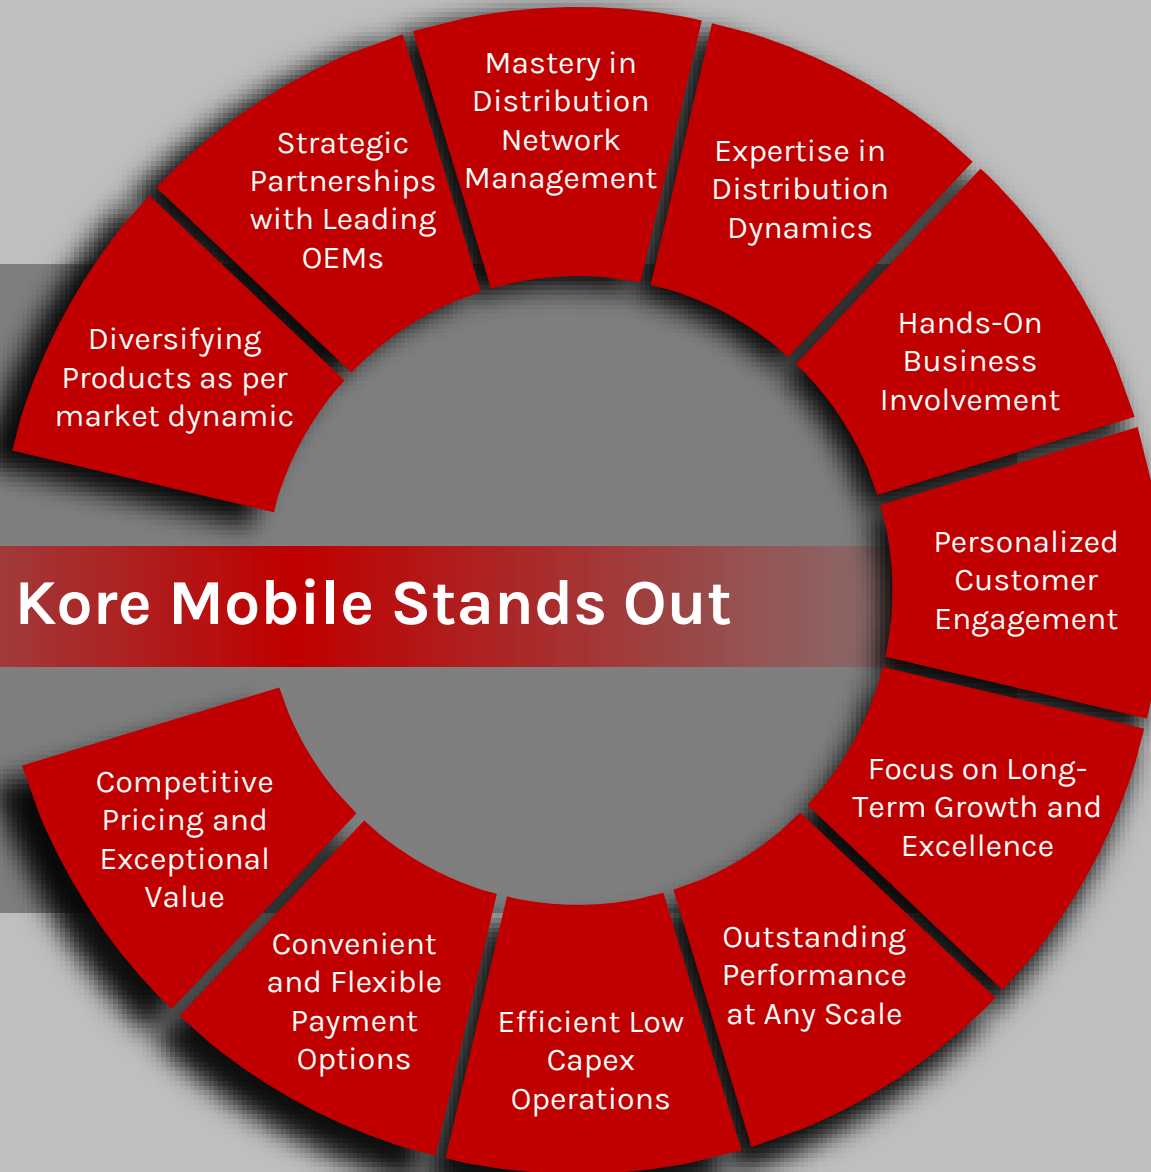 Mastery in
Distribution
Network
Management
Strategic
Partnerships
with Leading
OEMs
Expertise in
Distribution
Dynamics
Diversifying
Products as per
market dynamic
Hands-On
Business
Involvement
Personalized
Customer
Engagement
Kore Mobile Stands Out
Focus on Long-
Term Growth and
Excellence
Competitive
Pricing and
Exceptional
Value
Outstanding
Performance
at Any Scale
Convenient
and Flexible
Payment
Options
Efficient Low
Capex
Operations